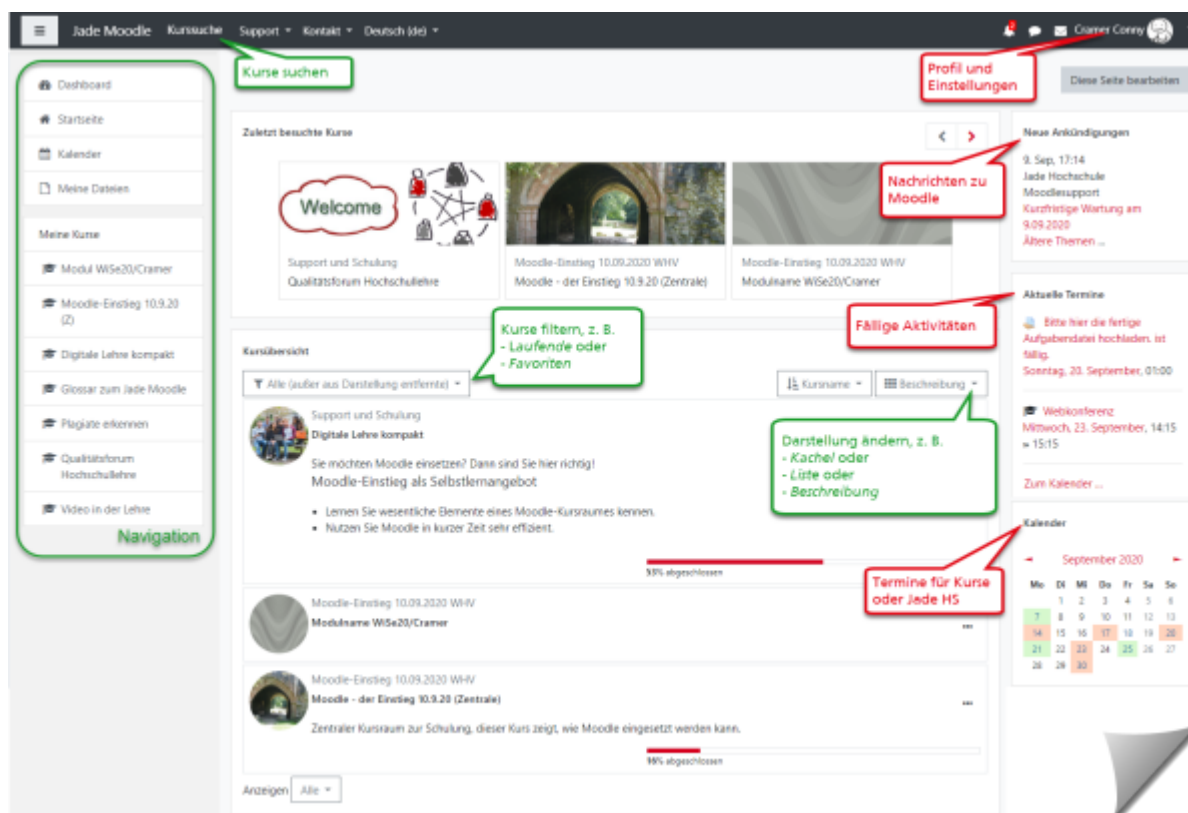 Jade Moodle Kurssuche Support Kontakt Deutsch (de)
2
Cramer Conny
Kurse suchen
Profil und
Einstellungen
Diese Seite bearbeiten
Dashboard
Startseite
Kalender
Meine Dateien
Meine Kurse
Modul WiSe20/Cramer
Moodle-Einstieg 10.9.20
(Z)
Digitale Lehre kompakt
Glossar zum Jade Moodle
Plagiate erkennen
Qualitätsforum
Hochschullehre
Video in der Lehre
Navigation
Zuletzt besuchte Kurse
Welcome
Support und Schulung
Qualitätsforum Hochschullehre
Moodle-Einstieg 10.09.2020 WHV
Moodle - der Einstieg 10.9.20 (Zentrale)
Moodle-Einstieg 10.09.2020 WHV
Modulname WiSe20/Cramer
Nachrichten zu
Moodle
Neue Ankündigungen
9. Sep, 17:14
Jade Hochschule
Moodlesupport
Kurzfristige Wartung am
9.09.2020
Ältere Themen ...
Kursübersicht
Kurse filtern, z. B.
- Laufende oder
- Favoriten
Alle (außer aus Darstellung entfernte)
Kursname
Beschreibung
Support und Schulung
Digitale Lehre kompakt
Sie möchten Moodle einsetzen? Dann sind Sie hier richtig!
Moodle-Einstieg als Selbstlernangebot
• Lernen Sie wesentliche Elemente eines Moodle-Kursraumes kennen.
• Nutzen Sie Moodle in kurzer Zeit sehr effizient.
53% abgeschlossen
Darstellung ändern, z. B.
- Kachel oder
- Liste oder
- Beschreibung
Moodle-Einstieg 10.09.2020 WHV
Modulname WiSe20/Cramer
...
Moodle-Einstieg 10.09.2020 WHV
Moodle - der Einstieg 10.9.20 (Zentrale)
...
Zentraler Kursraum zur Schulung, dieser Kurs zeigt, wie Moodle eingesetzt werden kann.
16% abgeschlossen
Anzeigen Alle
Fällige Aktivitäten
Aktuelle Termine
Bitte hier die fertige
Aufgabendatei hochladen. ist
fällig.
Sonntag, 20. September, 01:00
Webkonferenz
Mittwoch, 23. September, 14:15
» 15:15
Zum Kalender ...
Kalender
Termine für Kurse
oder Jade HS
◄ September 2020 ►
Mo Di Mi Do Fr Sa So
1 2 3 4 5 6
7 8 9 10 11 12 13
14 15 16 17 18 19 20
21 22 23 24 25 26 27
28 29 30